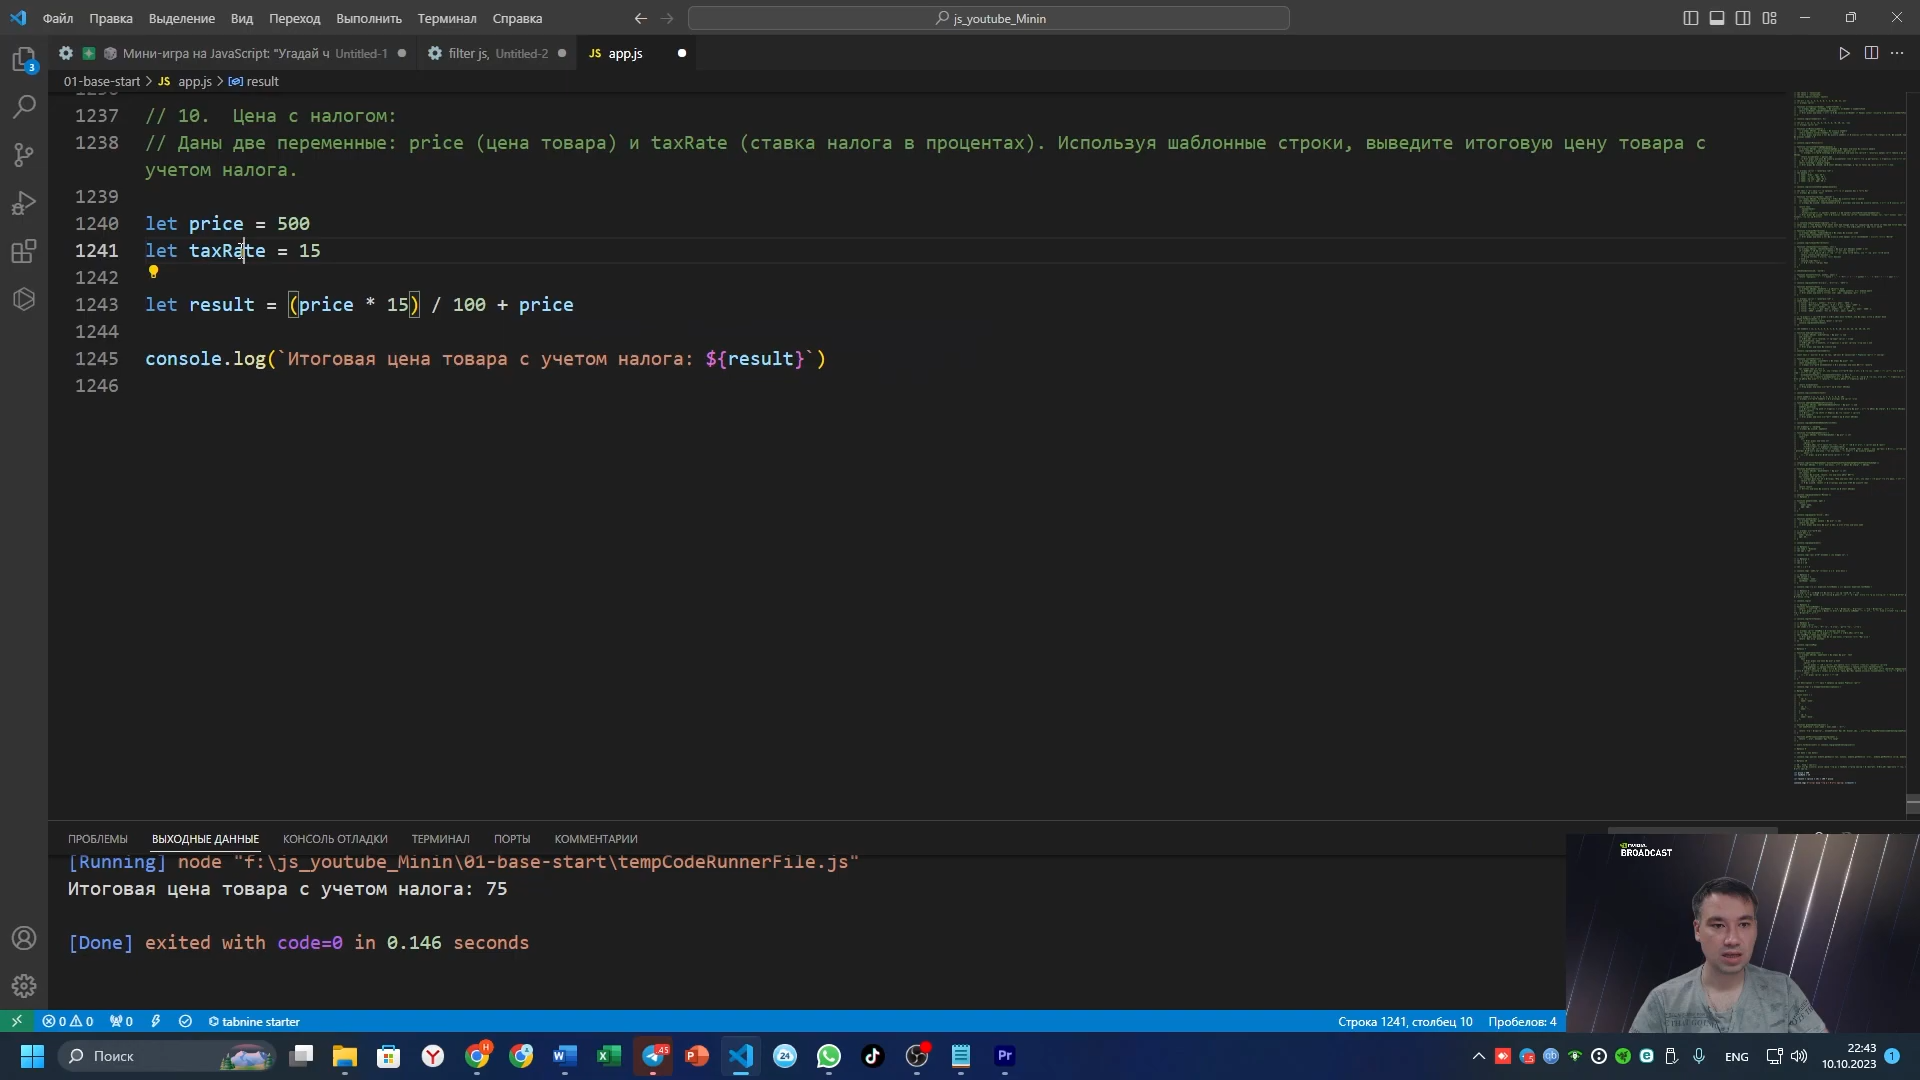 Файл Правка Выделение Вид Переход Выполнить Терминал Справка js_youtube_Minin
Мини-игра на JavaScript: "Угадай ч Untitled-1 filter js, Untitled-2 JS app.js
01-base-start > JS app.js > result
1237 // 10. Цена с налогом:
1238 // Даны две переменные: price (цена товара) и taxRate (ставка налога в процентах). Используя шаблонные строки, выведите итоговую цену товара с
учетом налога.
1239
1240 let price = 500
1241 let taxRate = 15
1242
1243 let result = (price * 15) / 100 + price
1244
1245 console.log(`Итоговая цена товара с учетом налога: ${result}`)
1246
ПРОБЛЕМЫ ВЫХОДНЫЕ ДАННЫЕ КОНСОЛЬ ОТЛАДКИ ТЕРМИНАЛ ПОРТЫ КОММЕНТАРИИ
[Running] node "f:\js_youtube_Minin\01-base-start\tempCodeRunnerFile.js"
Итоговая цена товара с учетом налога: 75
[Done] exited with code=0 in 0.146 seconds
NVIDIA
BROADCAST
0 0 0 tabnine starter Строка 1241, столбец 10 Пробелов: 4
Поиск ENG 22:43
10.10.2023